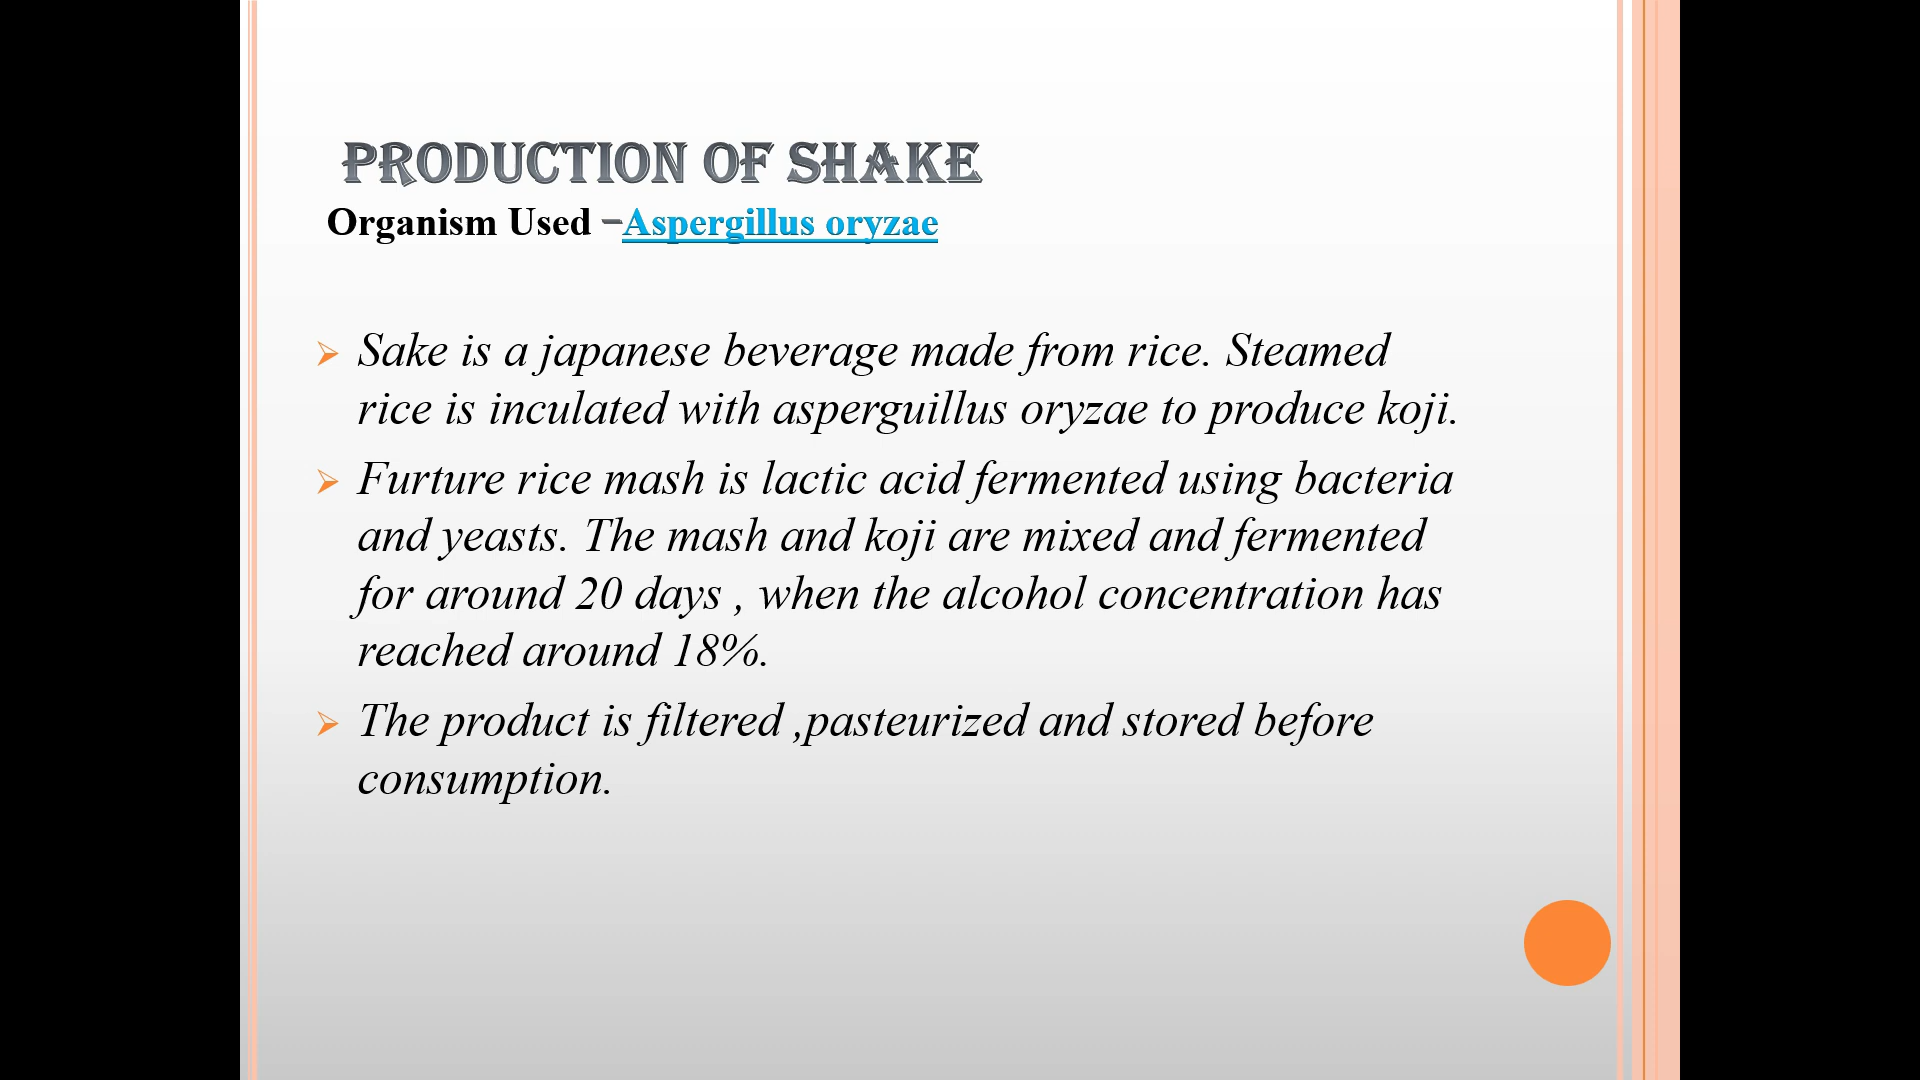 PRODUCTION OF SHAKE
Organism Used –Aspergillus oryzae
Sake is a japanese beverage made from rice. Steamed
rice is inculated with asperguillus oryzae to produce koji.
Furture rice mash is lactic acid fermented using bacteria
and yeasts. The mash and koji are mixed and fermented
for around 20 days , when the alcohol concentration has
reached around 18%.
The product is filtered ,pasteurized and stored before
consumption.